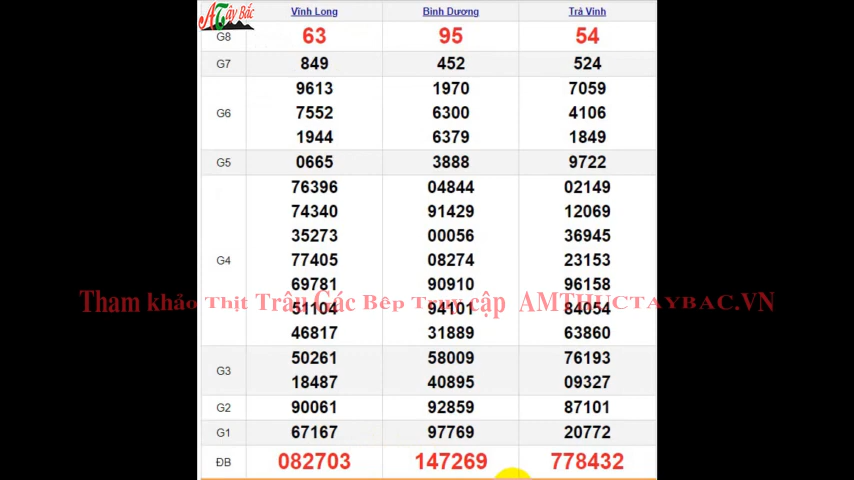 ATây Bắc
Vĩnh Long Bình Dương Trà Vinh
G8 63 95 54
G7 849 452 524
9613 1970 7059
G6 7552 6300 4106
1944 6379 1849
G5 0665 3888 9722
76396 04844 02149
74340 91429 12069
35273 00056 36945
G4 77405 08274 23153
69781 90910 96158
Tham khảo Thịt Trâu Gác Bếp Truy cập AMTHUCTAYBAC.VN
51104 94101 84054
46817 31889 63860
G3 50261 58009 76193
18487 40895 09327
G2 90061 92859 87101
G1 67167 97769 20772
ĐB 082703 147269 778432